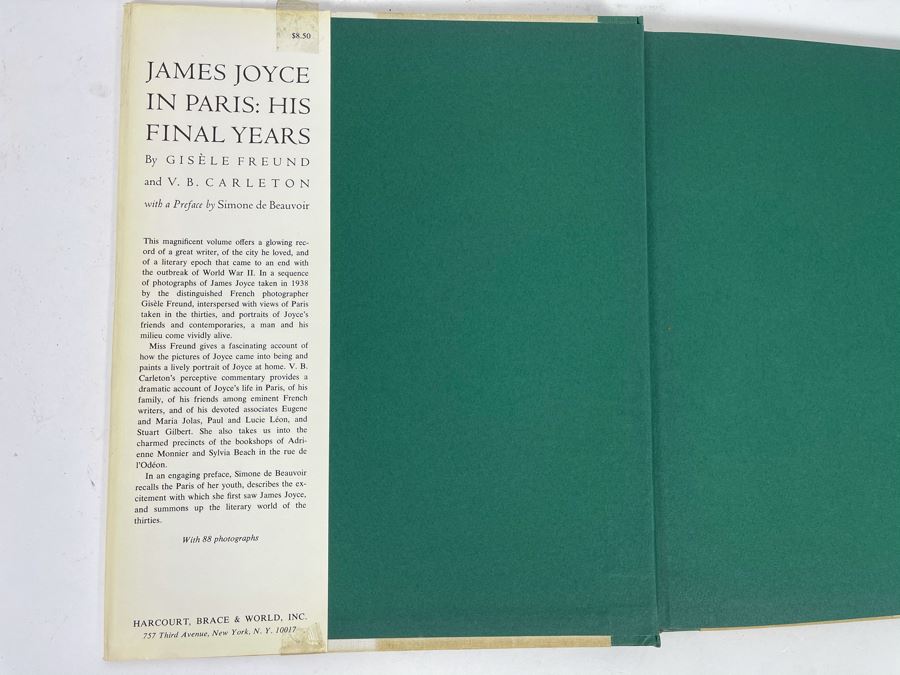 $8.50
JAMES JOYCE
IN PARIS: HIS
FINAL YEARS
By GISÈLE FREUND
and V. B. CARLETON
with a Preface by Simone de Beauvoir
This magnificent volume offers a glowing rec-
ord of a great writer, of the city he loved, and
of a literary epoch that came to an end with
the outbreak of World War II. In a sequence
of photographs of James Joyce taken in 1938
by the distinguished French photographer
Gisèle Freund, interspersed with views of Paris
taken in the thirties, and portraits of Joyce's
friends and contemporaries, a man and his
milieu come vividly alive.
Miss Freund gives a fascinating account of
how the pictures of Joyce came into being and
paints a lively portrait of Joyce at home. V. B.
Carleton's perceptive commentary provides a
dramatic account of Joyce's life in Paris, of his
family, of his friends among eminent French
writers, and of his devoted associates Eugene
and Maria Jolas, Paul and Lucie Léon, and
Stuart Gilbert. She also takes us into the
charmed precincts of the bookshops of Adri-
enne Monnier and Sylvia Beach in the rue de
l'Odéon.
In an engaging preface, Simone de Beauvoir
recalls the Paris of her youth, describes the ex-
citement with which she first saw James Joyce,
and summons up the literary world of the
thirties.
With 88 photographs
HARCOURT, BRACE & WORLD, INC.
757 Third Avenue, New York, N. Y. 10017